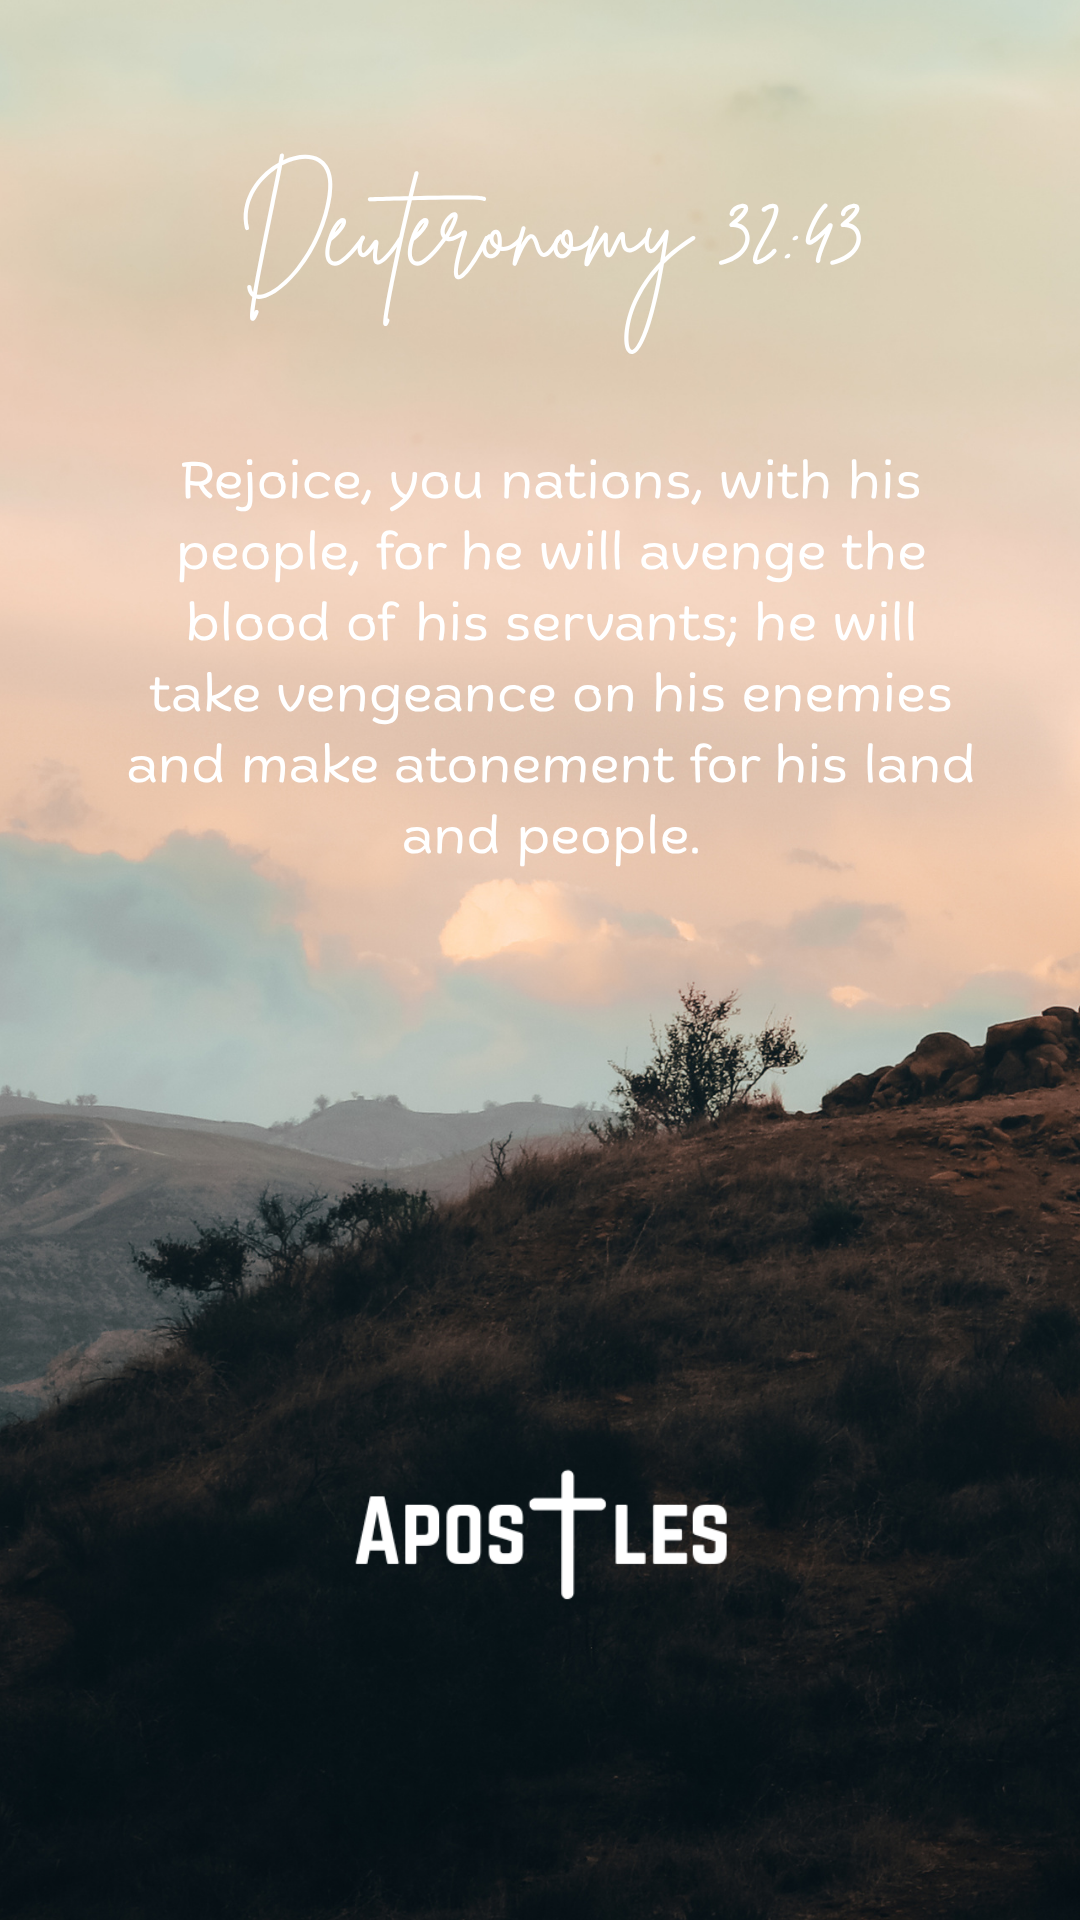 Deuteronomy 32:43
Rejoice, you nations, with his
people, for he will avenge the
blood of his servants; he will
take vengeance on his enemies
and make atonement for his land
and people.
APOSTLES